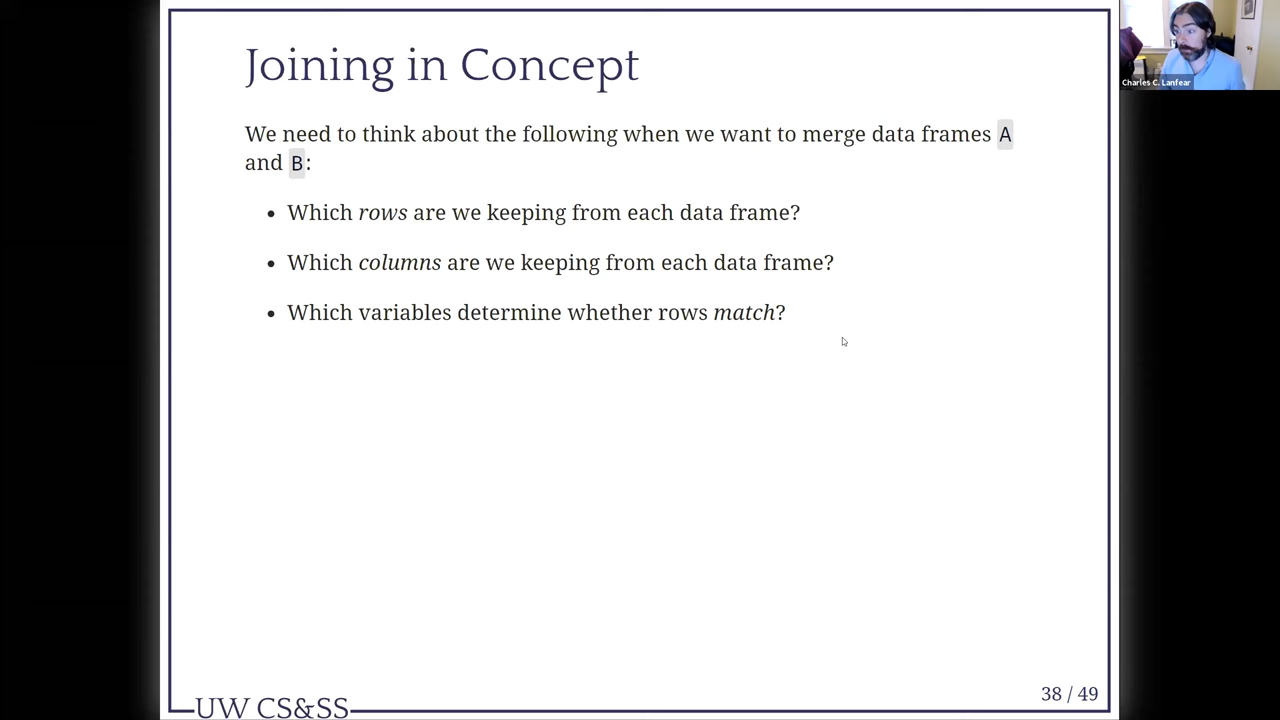 Joining in Concept
Charles C. Lanfear
We need to think about the following when we want to merge data frames A
and B:
• Which rows are we keeping from each data frame?
• Which columns are we keeping from each data frame?
• Which variables determine whether rows match?
38 / 49
UW CS&SS